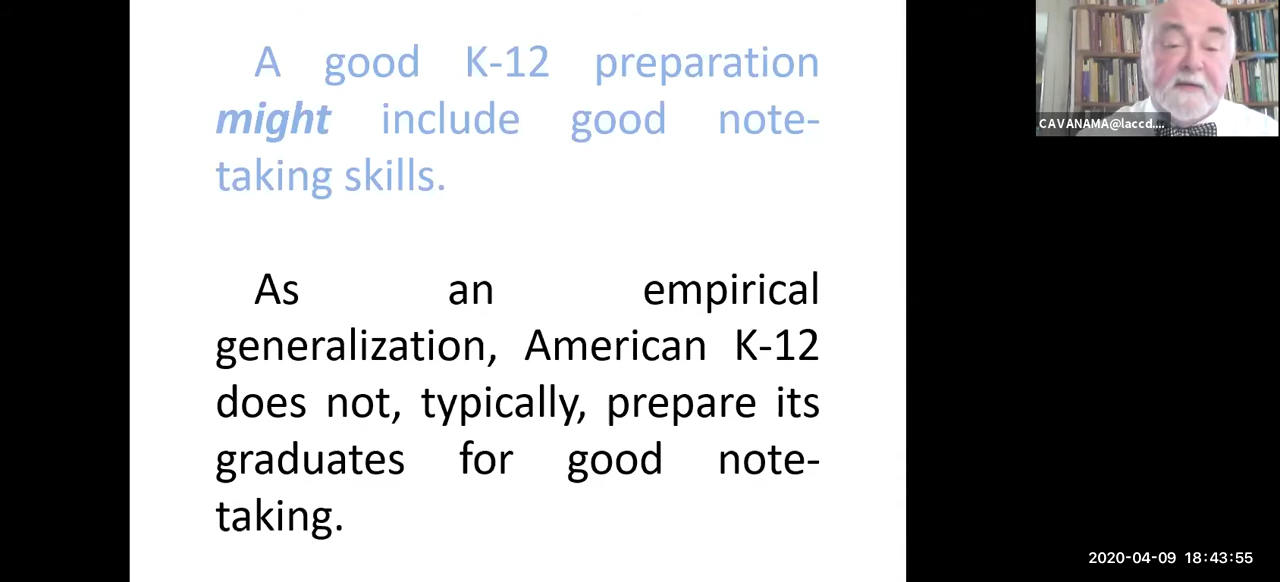 A good K-12 preparation
might include good note-
taking skills.
As an empirical
generalization, American K-12
does not, typically, prepare its
graduates for good note-
taking.
CAVANAMA@laccd....
2020-04-09 18:43:55